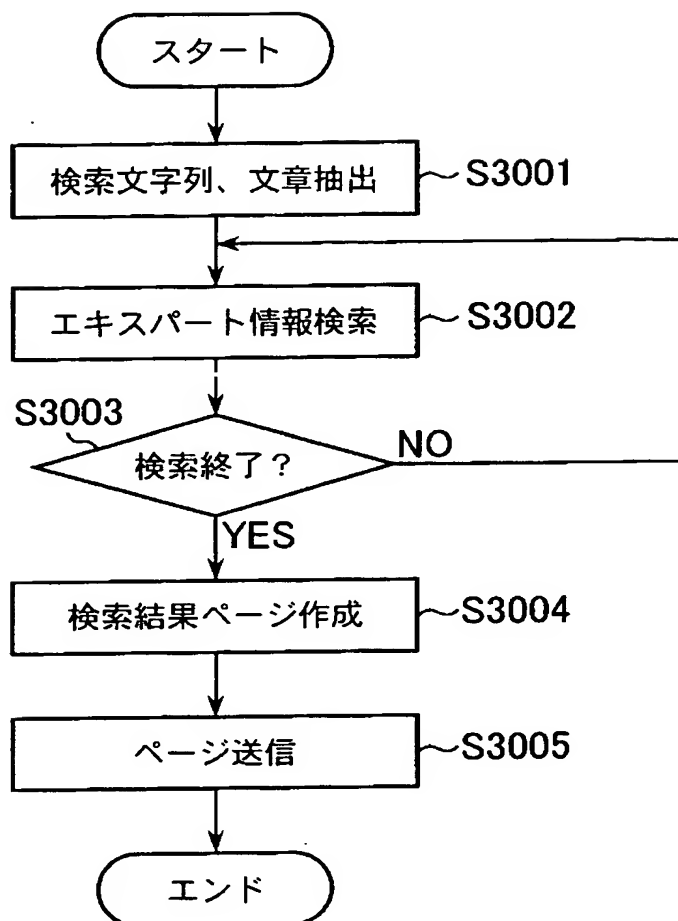 スタート
検索文字列、文章抽出 S3001
エキスパート情報検索 S3002
S3003
検索終了? NO
YES
検索結果ページ作成 S3004
ページ送信 S3005
エンド